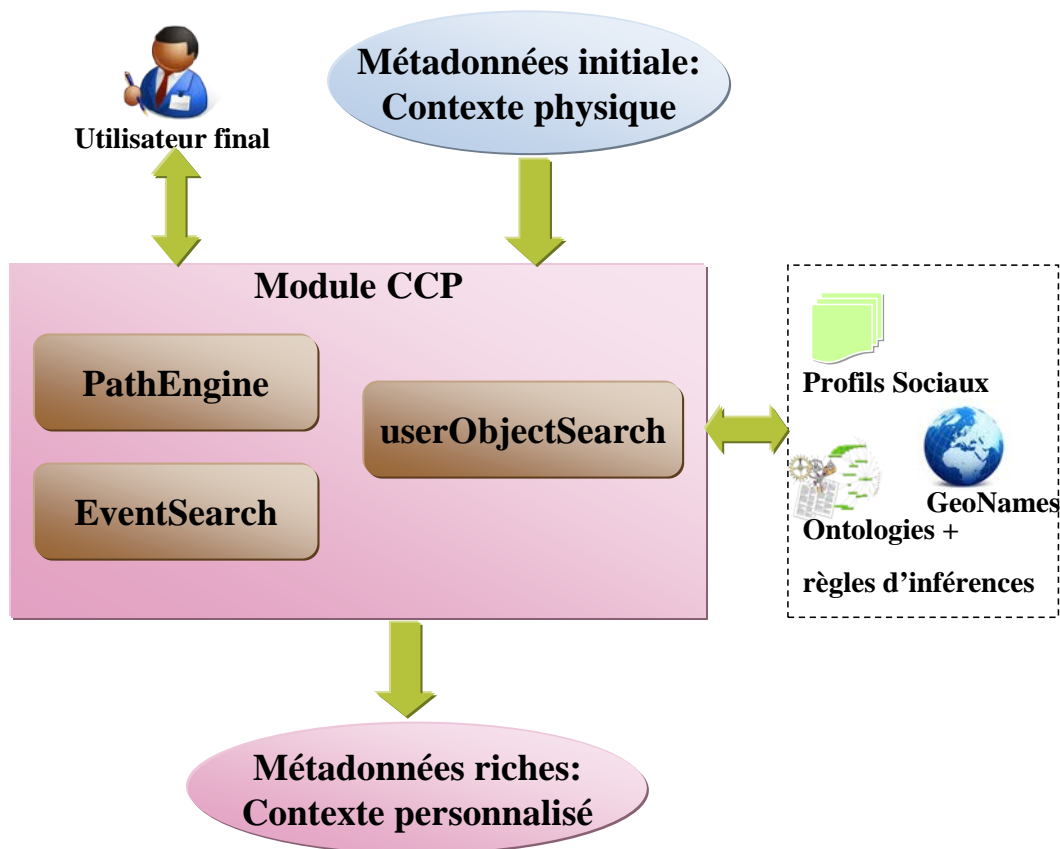 Métadonnées initiale:
Contexte physique
Utilisateur final
Module CCP
PathEngine
userObjectSearch
EventSearch
Profils Sociaux
GeoNames
Ontologies +
règles d’inférences
Métadonnées riches:
Contexte personnalisé